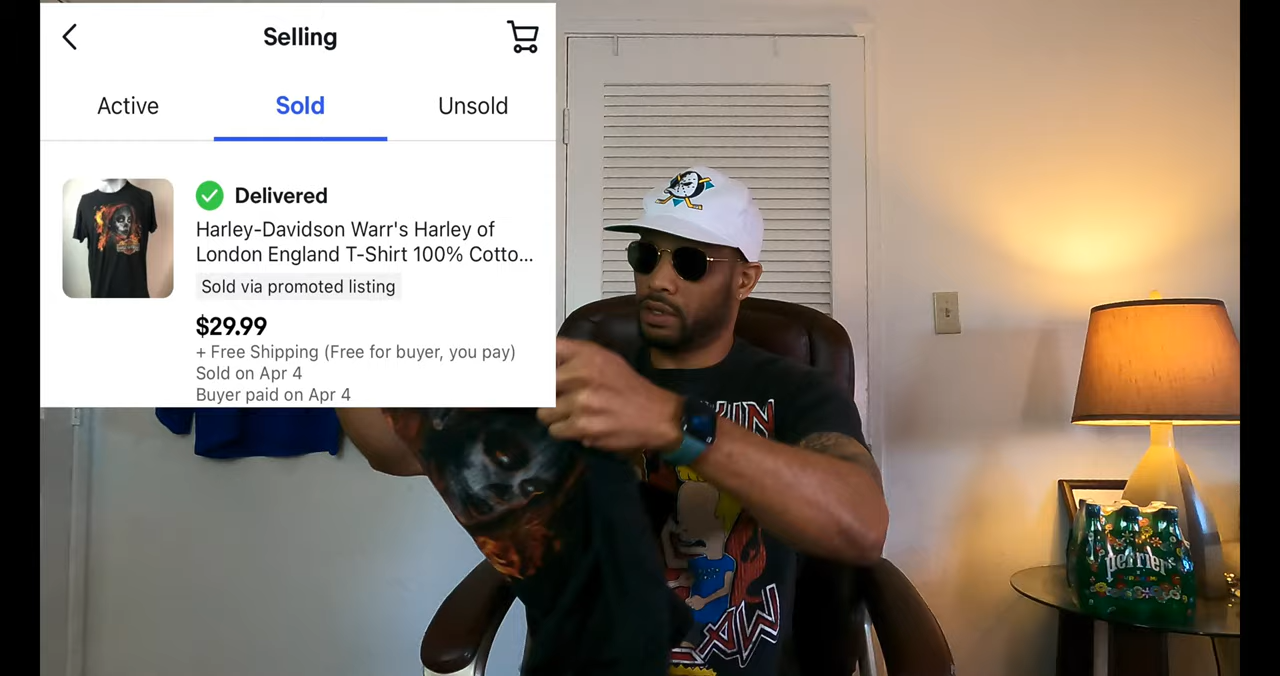 Selling
Active
Sold
Unsold
Delivered
Harley-Davidson Warr's Harley of
London England T-Shirt 100% Cotto...
Sold via promoted listing
$29.99
+ Free Shipping (Free for buyer, you pay)
Sold on Apr 4
Buyer paid on Apr 4
perrier